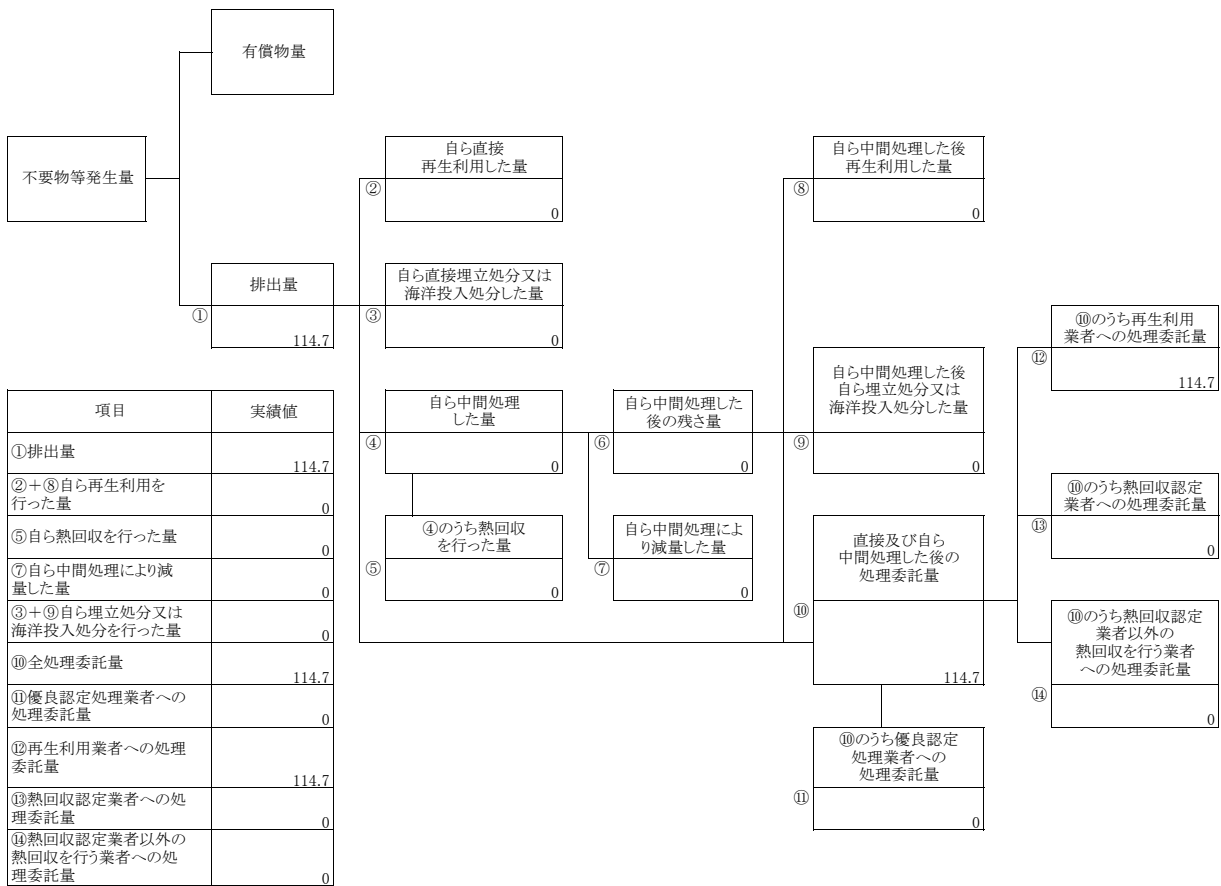 有償物量
不要物等発生量
自ら直接
再生利用した量
②
0
自ら中間処理した後
再生利用した量
⑧
0
排出量
①
114.7
自ら直接埋立処分又は
海洋投入処分した量
③
0
⑩のうち再生利用
業者への処理委託量
⑫
114.7
自ら中間処理
した量
④
0
自ら中間処理した
後の残さ量
⑥
0
自ら中間処理した後
自ら埋立処分又は
海洋投入処分した量
⑨
0
⑩のうち熱回収認定
業者への処理委託量
⑬
0
④のうち熱回収
を行った量
⑤
0
自ら中間処理によ
り減量した量
⑦
0
直接及び自ら
中間処理した後の
処理委託量
⑩
114.7
⑩のうち熱回収認定
業者以外の
熱回収を行う業者
への処理委託量
⑭
0
⑩のうち優良認定
処理業者への
処理委託量
⑪
0
項目 実績値
①排出量
114.7
②+⑧自ら再生利用を
行った量
0
⑤自ら熱回収を行った量
0
⑦自ら中間処理により減
量した量
0
③+⑨自ら埋立処分又は
海洋投入処分を行った量
0
⑩全処理委託量
114.7
⑪優良認定処理業者への
処理委託量
0
⑫再生利用業者への処理
委託量
114.7
⑬熱回収認定業者への処
理委託量
0
⑭熱回収認定業者以外の
熱回収を行う業者への処
理委託量
0